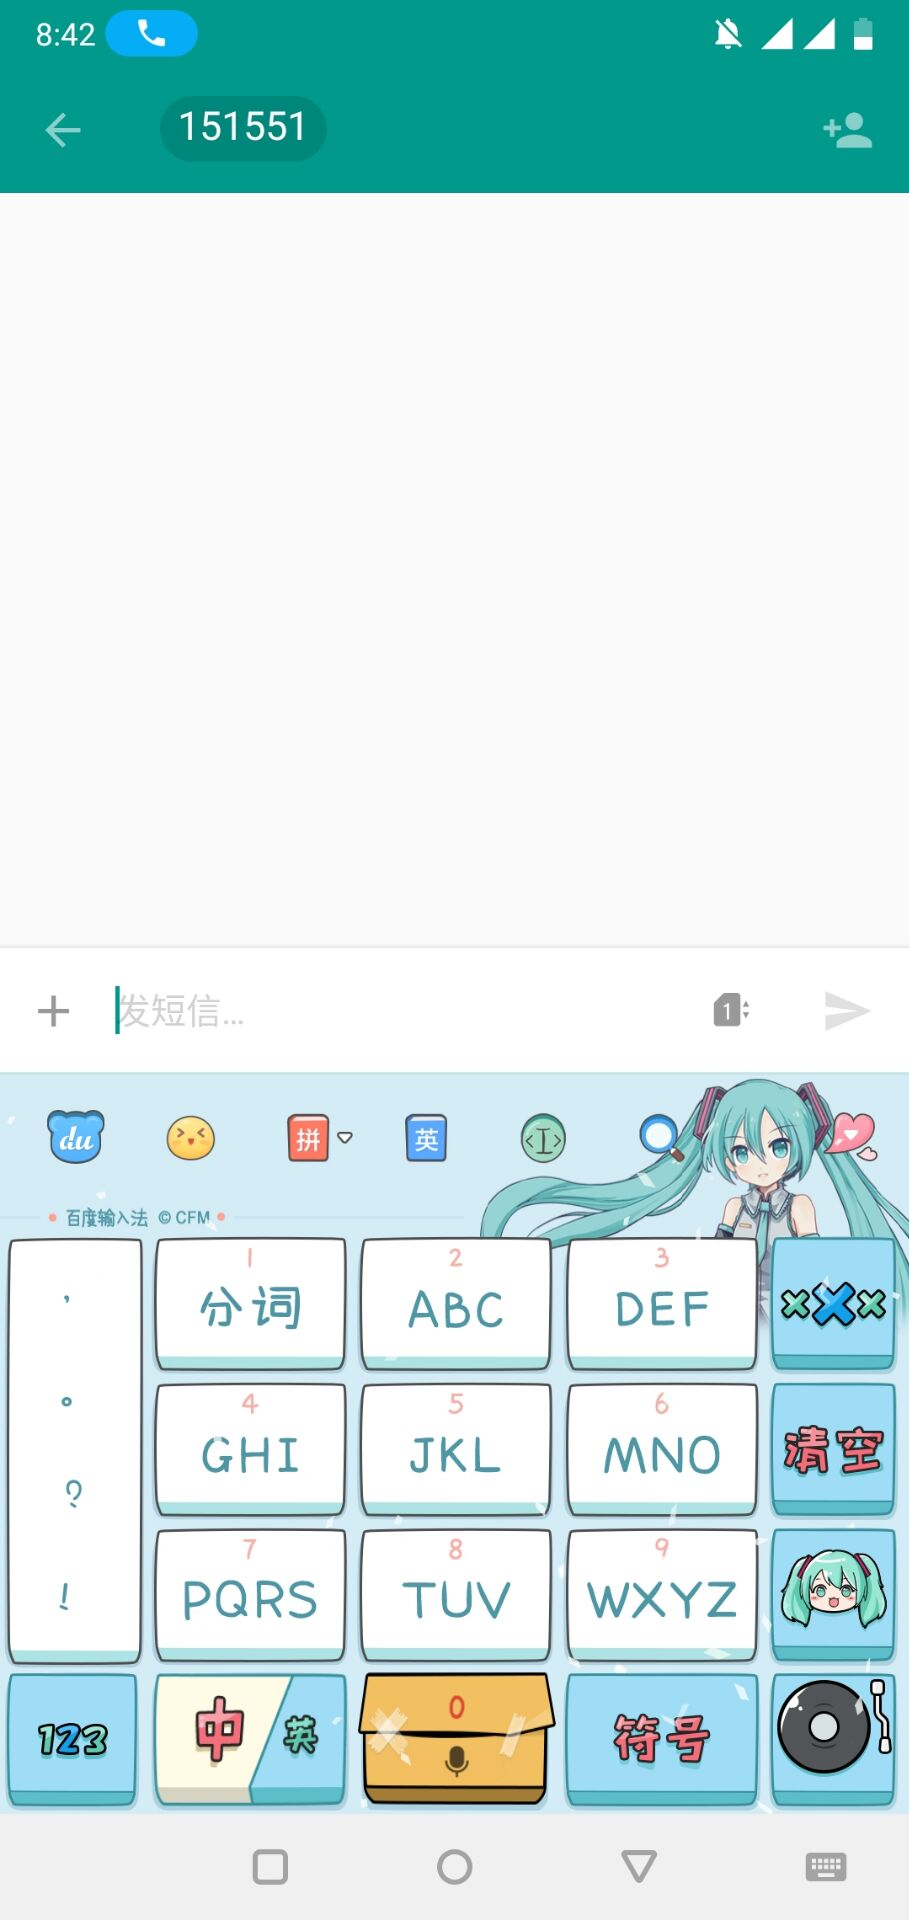 8:42
151551
发短信...
1
du
拼
英
百度输入法 © CFM
,
。
?
!
1
分词
2
ABC
3
DEF
4
GHI
5
JKL
6
MNO
清空
7
PQRS
8
TUV
9
WXYZ
123
中 英
0
符号